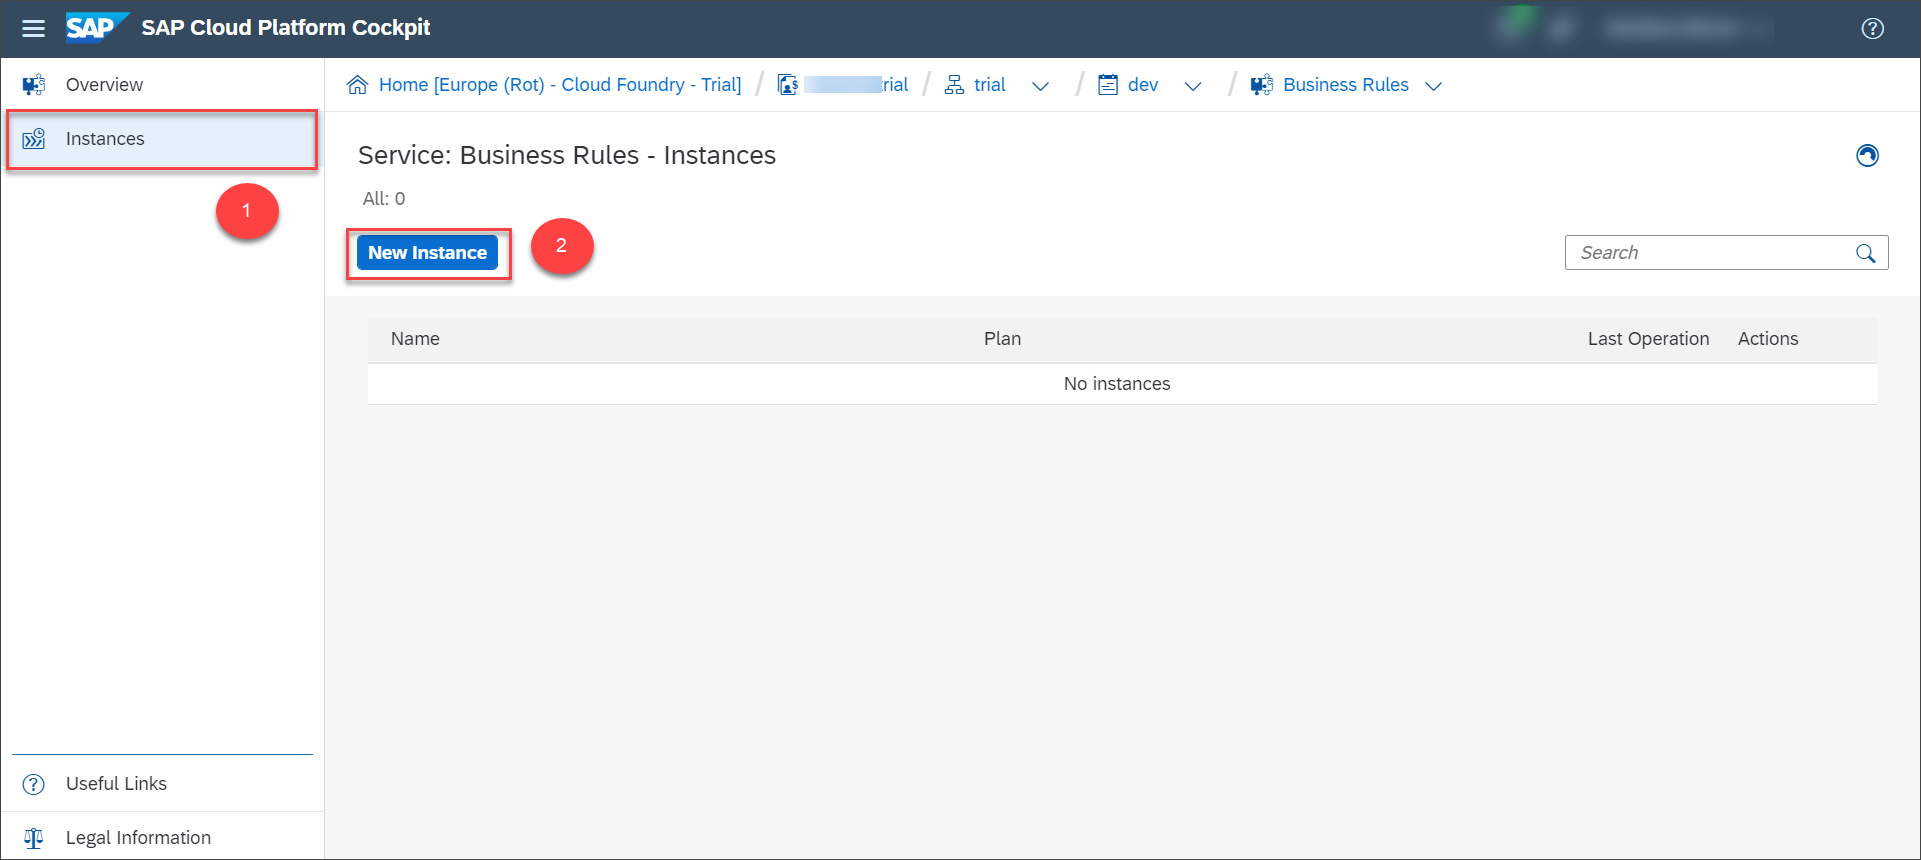 SAP SAP Cloud Platform Cockpit
Overview
Home [Europe (Rot) - Cloud Foundry - Trial] / rial / trial / dev / Business Rules
Instances
1
Service: Business Rules - Instances
All: 0
New Instance
2
Search
Name Plan Last Operation Actions
No instances
Useful Links
Legal Information